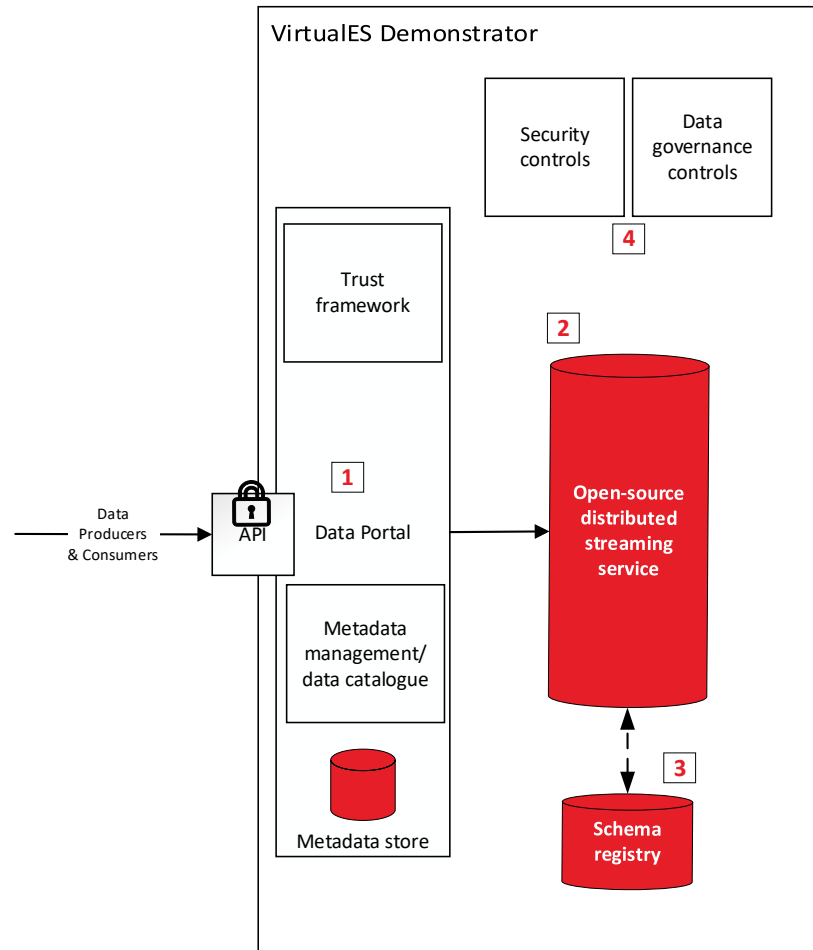 VirtualES Demonstrator
Security
controls
Data
governance
controls
4
Trust
framework
2
1
Data
Producers
& Consumers
API
Data Portal
Open-source
distributed
streaming
service
Metadata
management/
data catalogue
3
Metadata store
Schema
registry